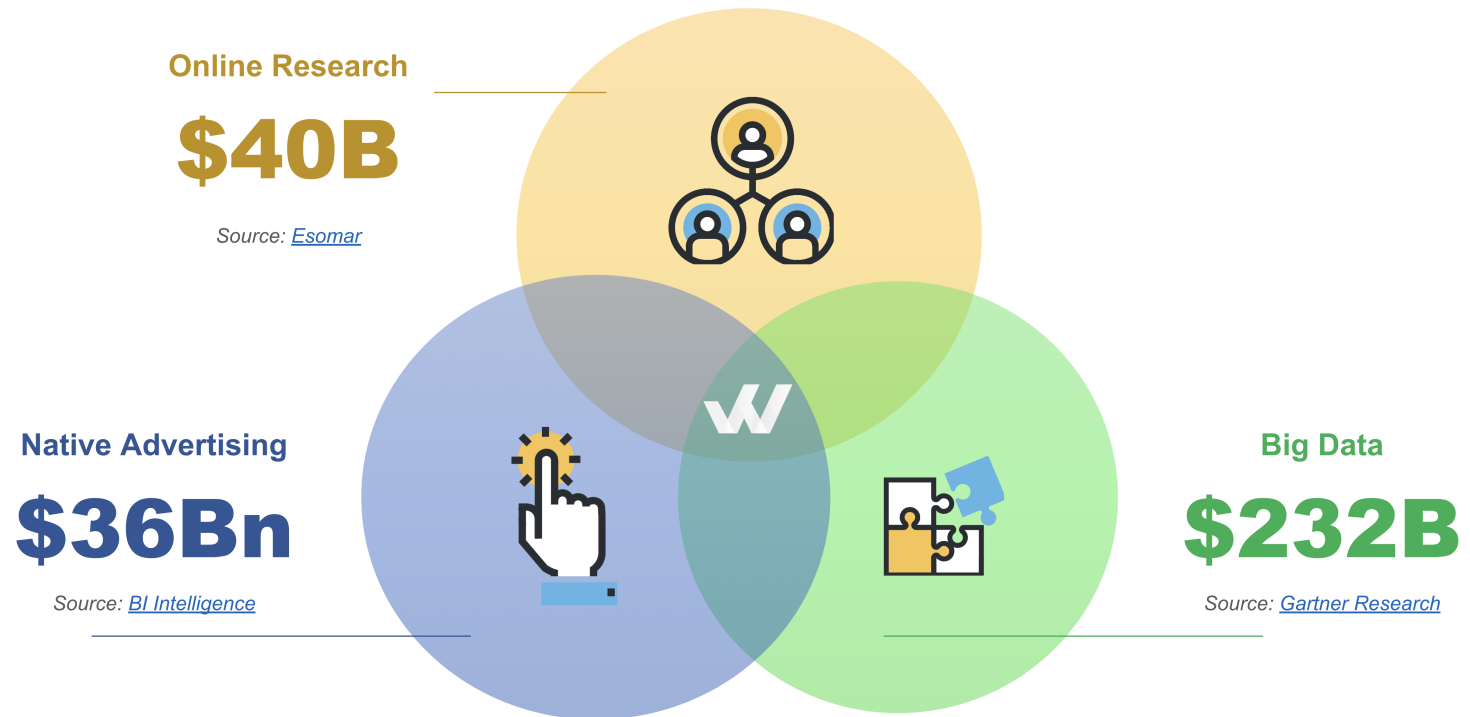 Online Research
$40B
Source: Esomar
Native Advertising
$36Bn
Source: BI Intelligence
Big Data
$232B
Source: Gartner Research